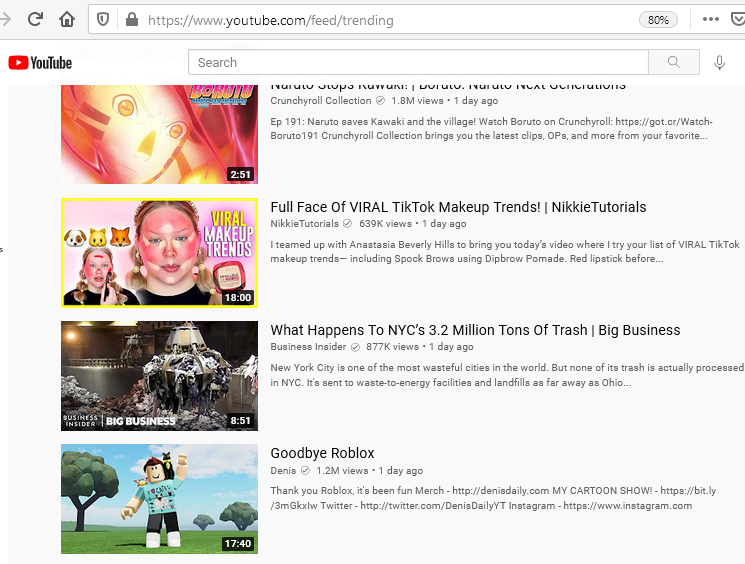 https://www.youtube.com/feed/trending
80%
YouTube
Search
BORUTO
2:51
Naruto Stops Kawaki! | Boruto: Naruto Next Generations
Crunchyroll Collection 1.8M views • 1 day ago
Ep 191: Naruto saves Kawaki and the village! Watch Boruto on Crunchyroll: https://got.cr/Watch-
Boruto191 Crunchyroll Collection brings you the latest clips, OPs, and more from your favorite...
VIRAL
MAKEUP
TRENDS
18:00
Full Face Of VIRAL TikTok Makeup Trends! | NikkieTutorials
NikkieTutorials 639K views • 1 day ago
I teamed up with Anastasia Beverly Hills to bring you today's video where I try your list of VIRAL TikTok
makeup trends— including Spock Brows using Dipbrow Pomade. Red lipstick before...
BUSINESS
INSIDER
BIG BUSINESS
8:51
What Happens To NYC's 3.2 Million Tons Of Trash | Big Business
Business Insider 877K views • 1 day ago
New York City is one of the most wasteful cities in the world. But none of its trash is actually processed
in NYC. It's sent to waste-to-energy facilities and landfills as far away as Ohio...
17:40
Goodbye Roblox
Denis 1.2M views • 1 day ago
Thank you Roblox, it's been fun Merch - http://denisdaily.com MY CARTOON SHOW! - https://bit.ly
/3mGkxIw Twitter - http://twitter.com/DenisDailyYT Instagram - https://www.instagram.com